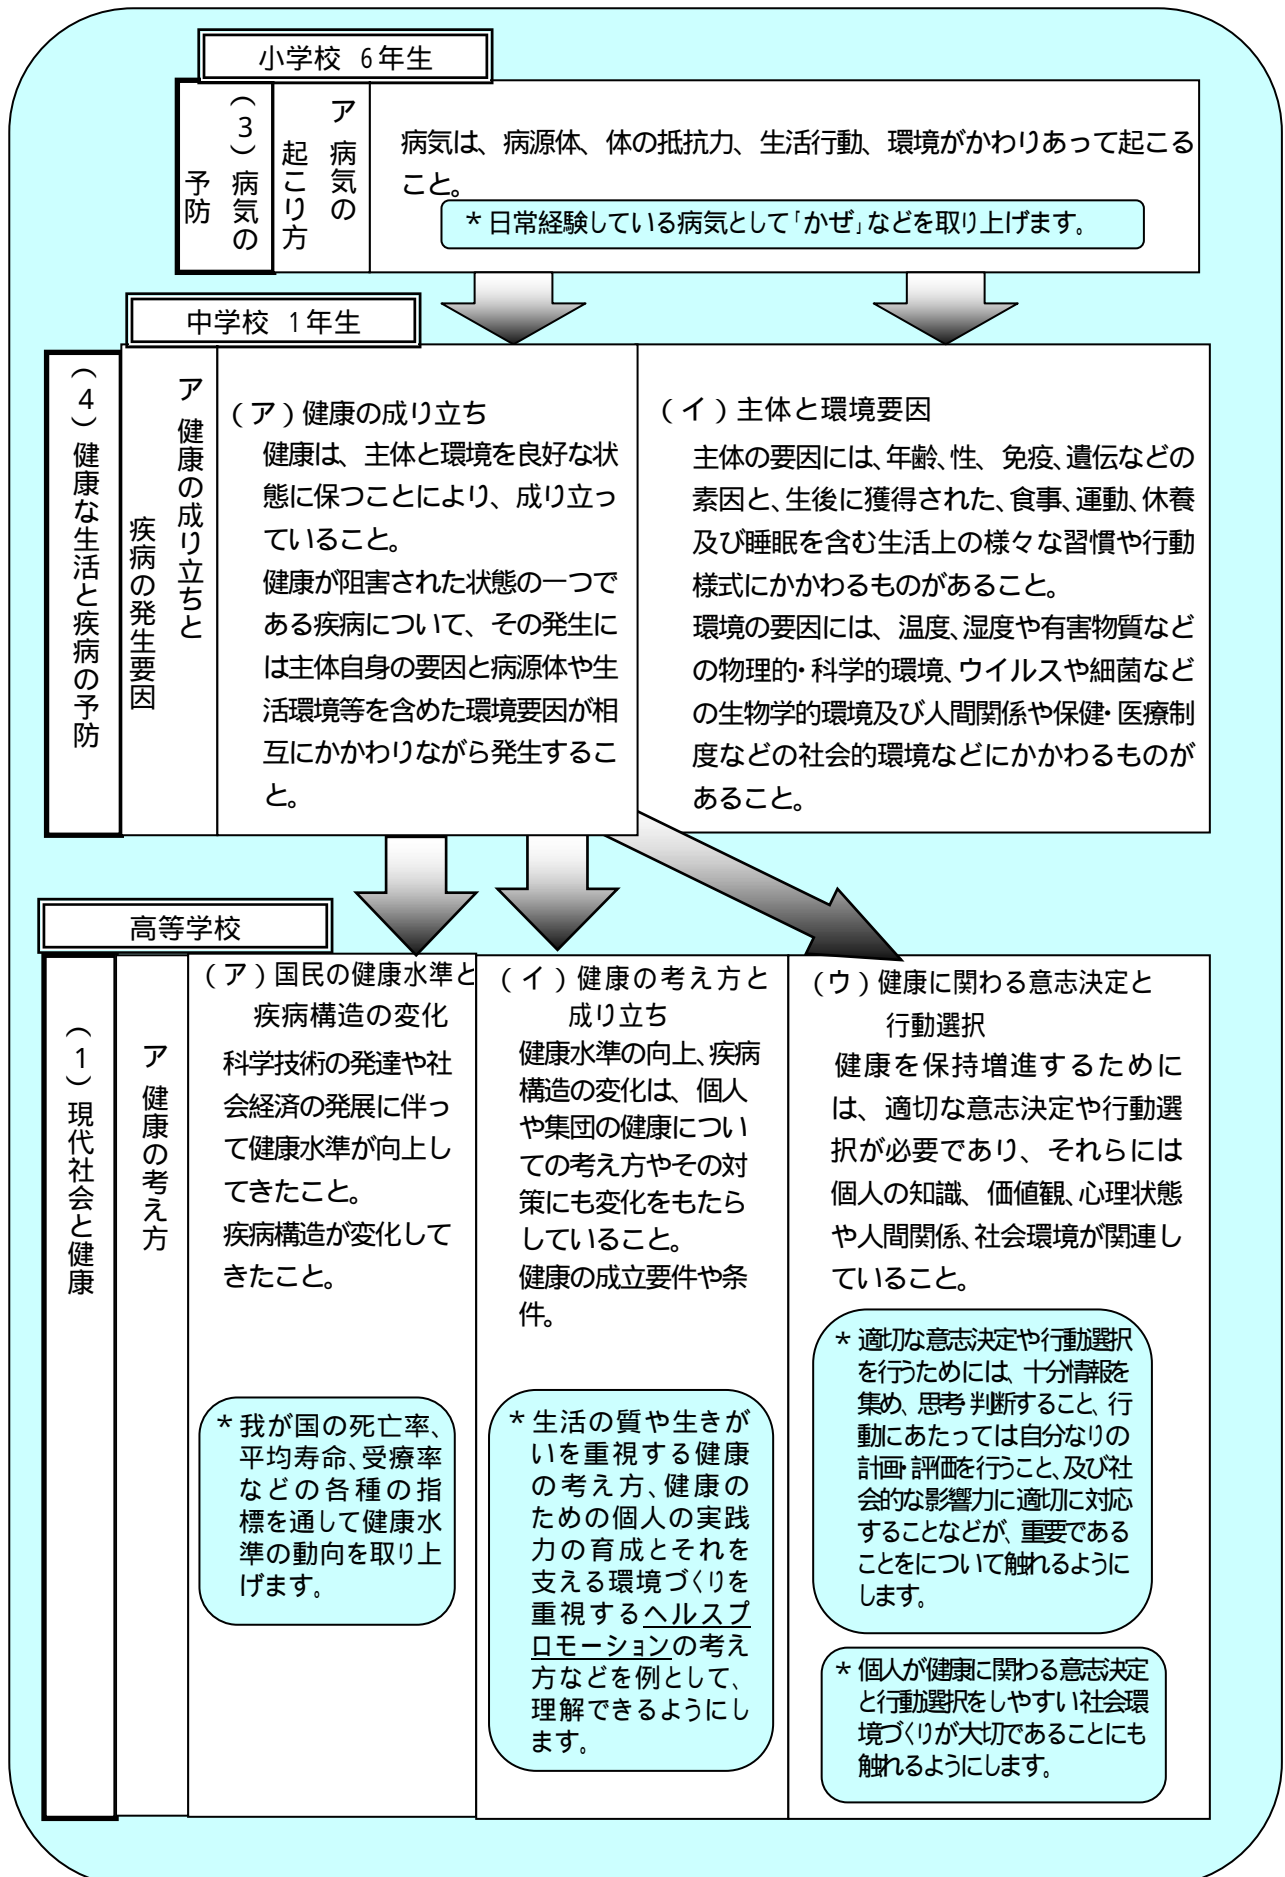 小学校 6年生
(3)病気の
予防
ア 病気の
起こり方
病気は、病源体、体の抵抗力、生活行動、環境がかわりあって起こる
こと。
*日常経験している病気として「かぜ」などを取り上げます。
中学校 1年生
(4)健康な生活と疾病の予防
ア 健康の成り立ちと
疾病の発生要因
(ア)健康の成り立ち
健康は、主体と環境を良好な状
態に保つことにより、成り立っ
ていること。
健康が阻害された状態の一つで
ある疾病について、その発生に
は主体自身の要因と病源体や生
活環境等を含めた環境要因が相
互にかかわりながら発生するこ
と。
(イ)主体と環境要因
主体の要因には、年齢、性、免疫、遺伝などの
素因と、生後に獲得された、食事、運動、休養
及び睡眠を含む生活上の様々な習慣や行動
様式にかかわるものがあること。
環境の要因には、温度、湿度や有害物質など
の物理的・科学的環境、ウイルスや細菌など
の生物学的環境及び人間関係や保健・医療制
度などの社会的環境などにかかわるものが
あること。
高等学校
(1)現代社会と健康
ア 健康の考え方
(ア)国民の健康水準と
疾病構造の変化
科学技術の発達や社
会経済の発展に伴っ
て健康水準が向上し
てきたこと。
疾病構造が変化して
きたこと。
*我が国の死亡率、
平均寿命、受療率
などの各種の指
標を通して健康水
準の動向を取り上
げます。
(イ)健康の考え方と
成り立ち
健康水準の向上、疾病
構造の変化は、個人
や集団の健康につい
ての考え方やその対
策にも変化をもたら
していること。
健康の成立要件や条
件。
*生活の質や生きが
いを重視する健康
の考え方、健康の
ための個人の実践
力の育成とそれを
支える環境づくりを
重視するヘルスプ
ロモーションの考え
方などを例として、
理解できるようにし
ます。
(ウ)健康に関わる意志決定と
行動選択
健康を保持増進するために
は、適切な意志決定や行動選
択が必要であり、それらには
個人の知識、価値観、心理状態
や人間関係、社会環境が関連し
ていること。
*適切な意志決定や行動選択
を行うためには、十分情報を
集め、思考・判断すること、行
動にあたっては自分なりの
計画・評価を行うこと、及び社
会的な影響力に適切に対応
することなどが、重要である
ことをについて触れるように
します。
*個人が健康に関わる意志決定
と行動選択をしやすい社会環
境づくりが大切であることにも
触れるようにします。